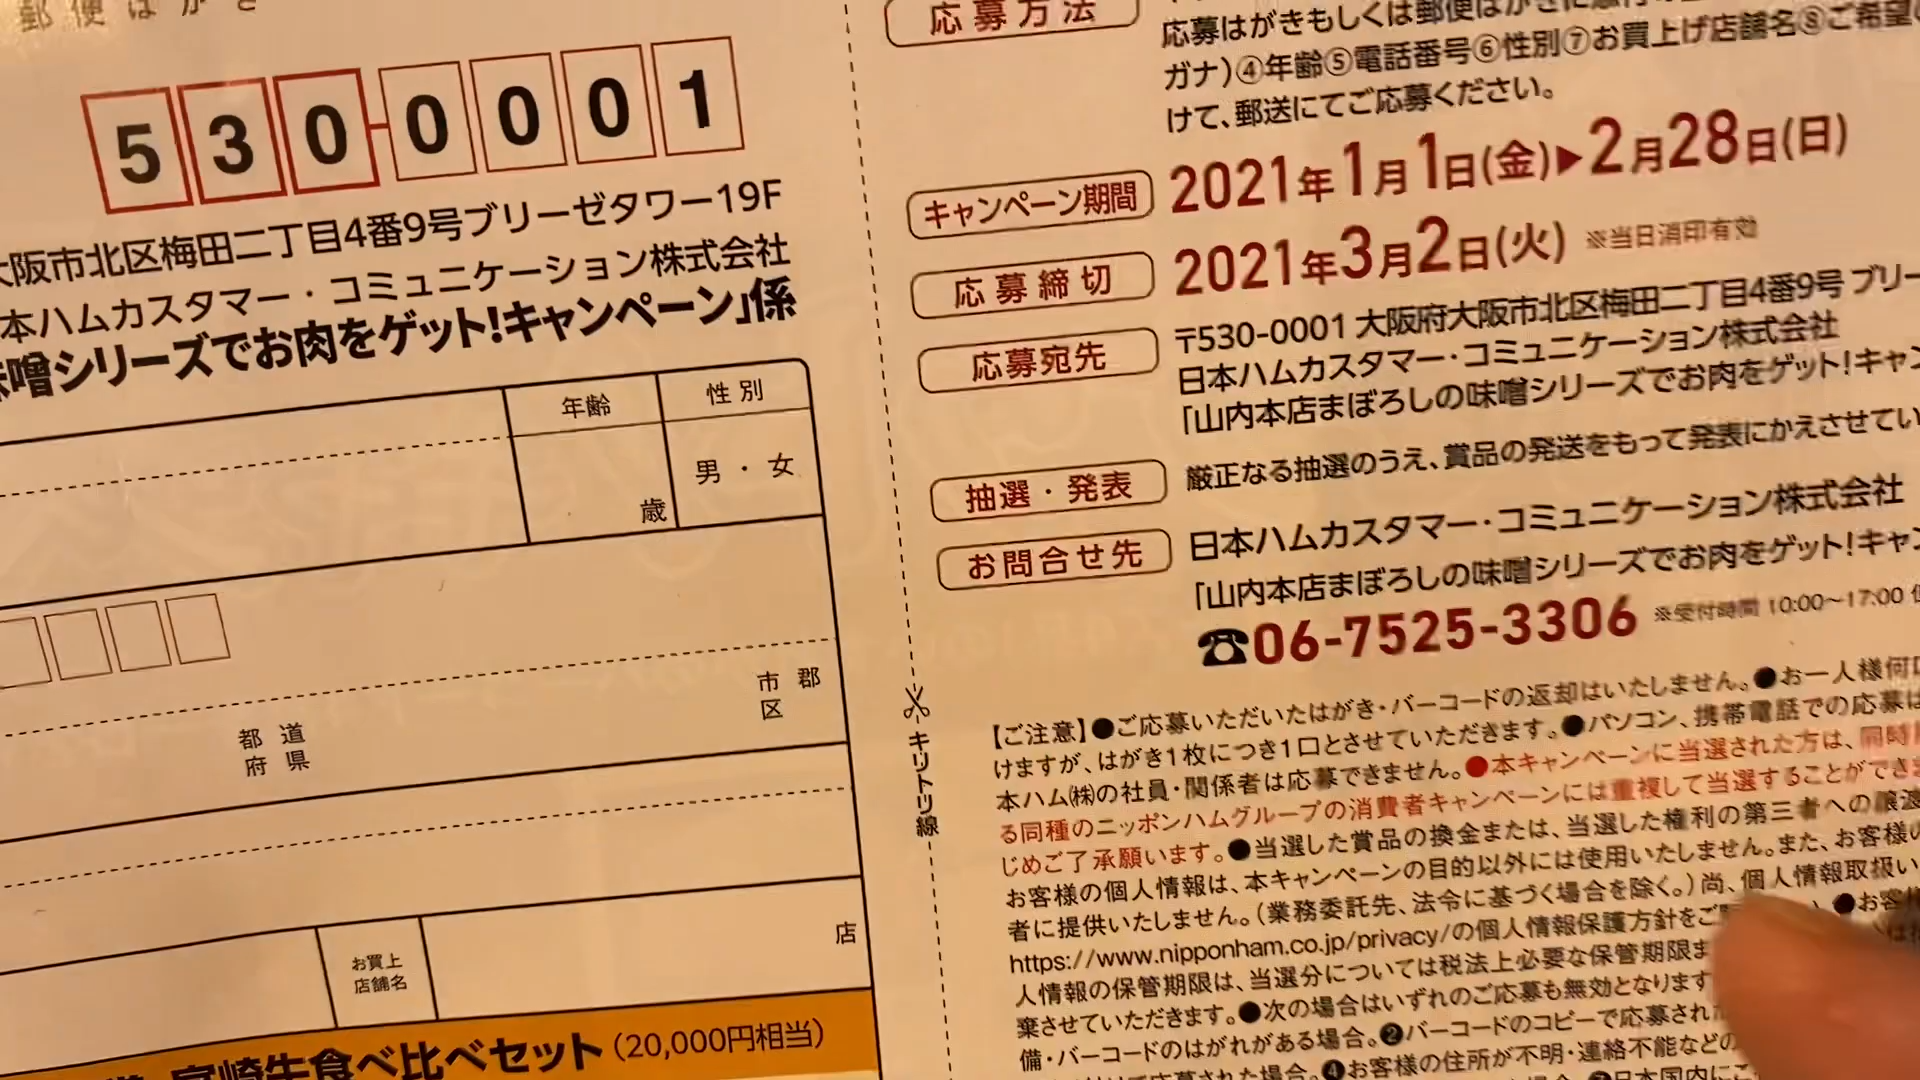 郵便はがき
530-0001
大阪市北区梅田二丁目4番9号ブリーゼタワー19F
本ハムカスタマー・コミュニケーション株式会社
味噌シリーズでお肉をゲット!キャンペーン」係
年齢
性別
歳
男・女
都道
府県
市郡
区
お買上
店舗名
店
宮崎牛食べ比べセット(20,000円相当)
キリトリ線
応募方法
応募はがきもしくは郵便はがきに
ガナ)④年齢⑤電話番号⑥性別⑦お買上げ店舗名⑧ご希望
けて、郵送にてご応募ください。
キャンペーン期間
2021年1月1日(金)▶2月28日(日)
応募締切
2021年3月2日(火) ※当日消印有効
応募宛先
〒530-0001 大阪府大阪市北区梅田二丁目4番9号 ブリー
日本ハムカスタマー・コミュニケーション株式会社
「山内本店まぼろしの味噌シリーズでお肉をゲット!キャン
抽選・発表
厳正なる抽選のうえ、賞品の発送をもって発表にかえさせてい
お問合せ先
日本ハムカスタマー・コミュニケーション株式会社
「山内本店まぼろしの味噌シリーズでお肉をゲット!キャン
☎06-7525-3306 ※受付時間 10:00〜17:00
【ご注意】●ご応募いただいたはがき・バーコードの返却はいたしません。●お一人様何口
けますが、はがき1枚につき1口とさせていただきます。●パソコン、携帯電話での応募は
本ハム㈱の社員・関係者は応募できません。●本キャンペーンに当選された方は、同時
る同種のニッポンハムグループの消費者キャンペーンには重複して当選することができ
じめご了承願います。●当選した賞品の換金または、当選した権利の第三者への譲渡
お客様の個人情報は、本キャンペーンの目的以外には使用いたしません。また、お客様の
者に提供いたしません。(業務委託先、法令に基づく場合を除く。)尚、個人情報取扱い
https://www.nipponham.co.jp/privacy/の個人情報保護方針をご ●お客
人情報の保管期限は、当選分については税法上必要な保管期限ま
棄させていただきます。●次の場合はいずれのご応募も無効となります
備・バーコードのはがれがある場合。❷バーコードのコピーで応募され
で応募された場合。❹お客様の住所が不明・連絡不能などの
日本国内にご